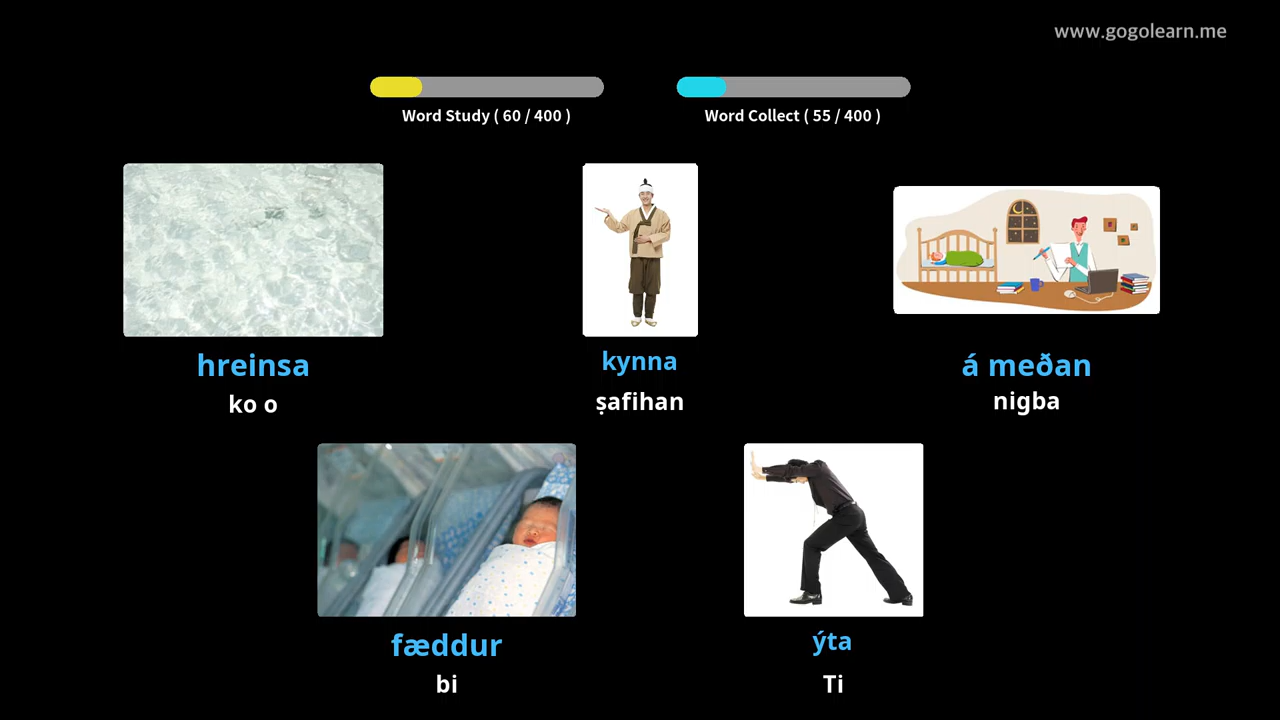 www.gogolearn.me
Word Study ( 60 / 400 )
Word Collect ( 55 / 400 )
hreinsa
ko o
kynna
ṣafihan
á meðan
nigba
fæddur
bi
ýta
Ti